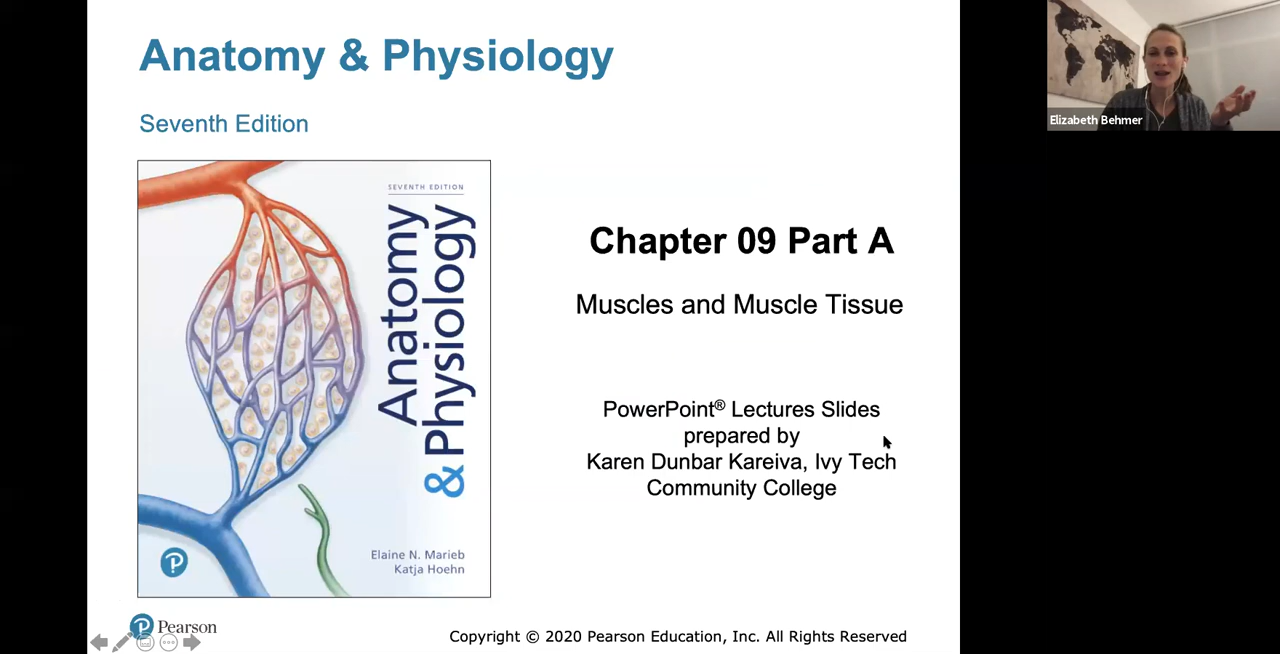 Anatomy & Physiology
Seventh Edition
SEVENTH EDITION
Anatomy
& Physiology
Elaine N. Marieb
Katja Hoehn
Chapter 09 Part A
Muscles and Muscle Tissue
PowerPoint® Lectures Slides
prepared by
Karen Dunbar Kareiva, Ivy Tech
Community College
P Pearson
Copyright © 2020 Pearson Education, Inc. All Rights Reserved
Elizabeth Behmer